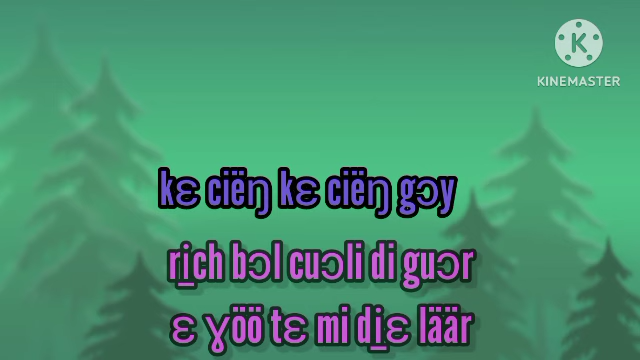 KINEMASTER
kɛ ciëŋ kɛ ciëŋ gɔy
ri̱ch bɔl cuɔli di guɔr
ɛ ɣöö tɛ mi di̱ɛ läär